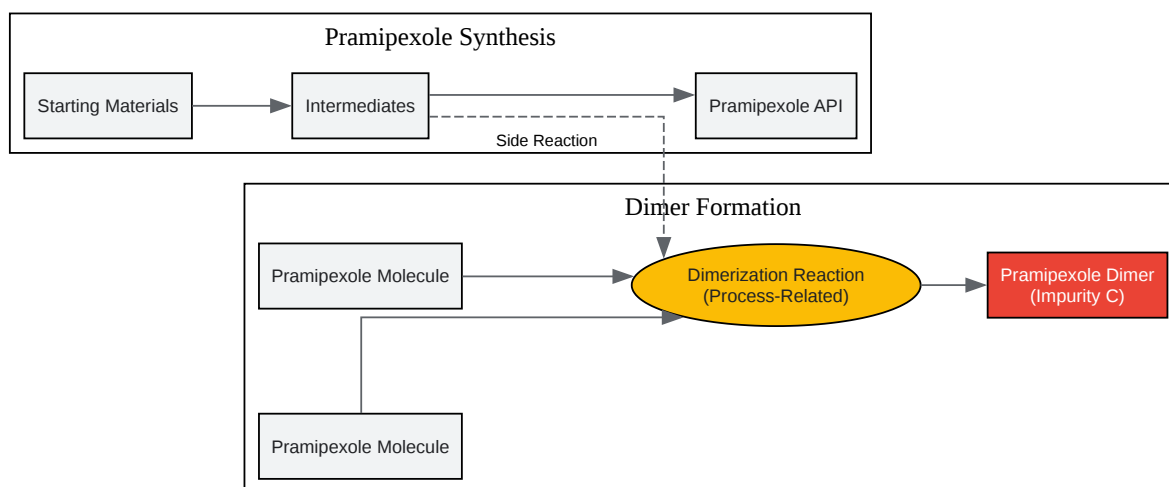 Pramipexole Synthesis
Starting Materials
Intermediates
Pramipexole API
Side Reaction
Dimer Formation
Pramipexole Molecule
Dimerization Reaction
(Process-Related)
Pramipexole Dimer
(Impurity C)
Pramipexole Molecule